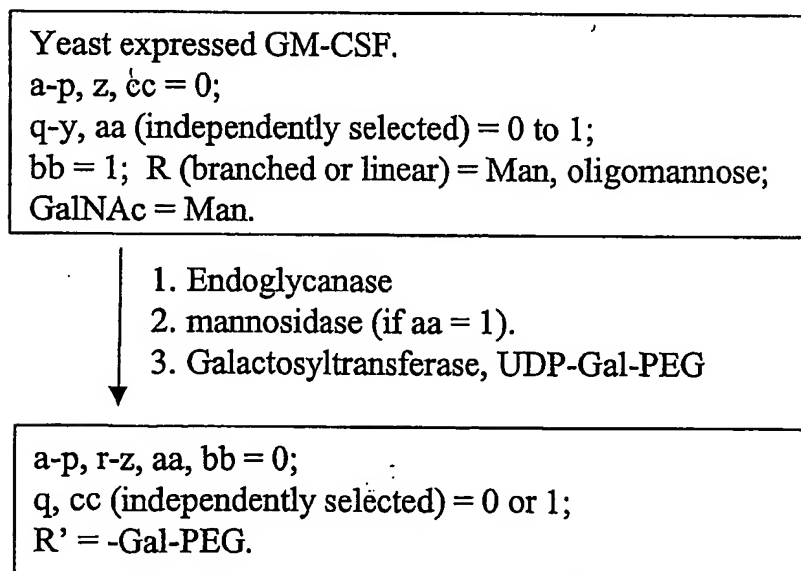 Yeast expressed GM-CSF.
a-p, z, cc = 0;
q-y, aa (independently selected) = 0 to 1;
bb = 1; R (branched or linear) = Man, oligomannose;
GalNAc = Man.
1. Endoglycanase
2. mannosidase (if aa = 1).
3. Galactosyltransferase, UDP-Gal-PEG
a-p, r-z, aa, bb = 0;
q, cc (independently selected) = 0 or 1;
R’ = -Gal-PEG.